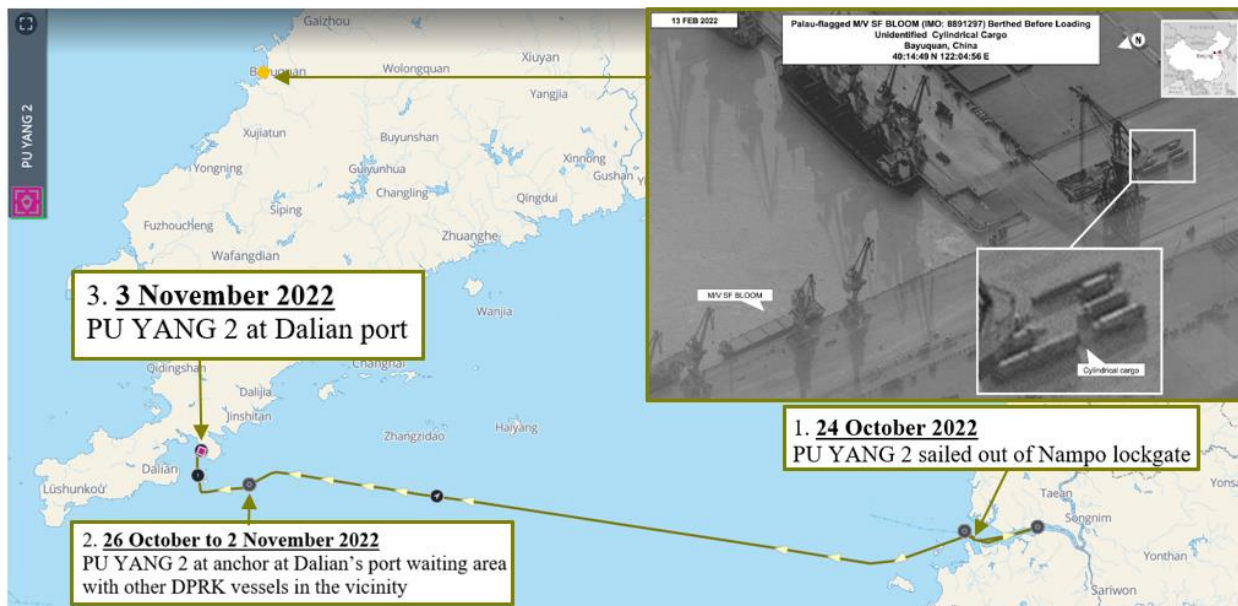 PU YANG 2
Gaizhou
Bayuquan
Wolongquan
Xiuyan
Yangjia
Xujiatun
Buyunshan
Yongning
Guiyunhua
Xinnong
Gushan
Changling
Qingdui
Siping
Fuzhoucheng
Zhuanghe
Wafangdian
13 FEB 2022
Palau-flagged M/V SF BLOOM (IMO: 8891297) Berthed Before Loading
Unidentified Cylindrical Cargo
Bayuquan, China
40:14:49 N 122:04:56 E
N
Beijing
M/V SF BLOOM
Cylindrical cargo
3. 3 November 2022
PU YANG 2 at Dalian port
Wanjia
Qidingshan
Changhai
Dalijia
Jinshitan
Zhangzidao
Haiyang
Dalian
Lüshunkou
1. 24 October 2022
PU YANG 2 sailed out of Nampo lockgate
Taean
Songnim
Yonthan
Sariwon
2. 26 October to 2 November 2022
PU YANG 2 at anchor at Dalian's port waiting area
with other DPRK vessels in the vicinity